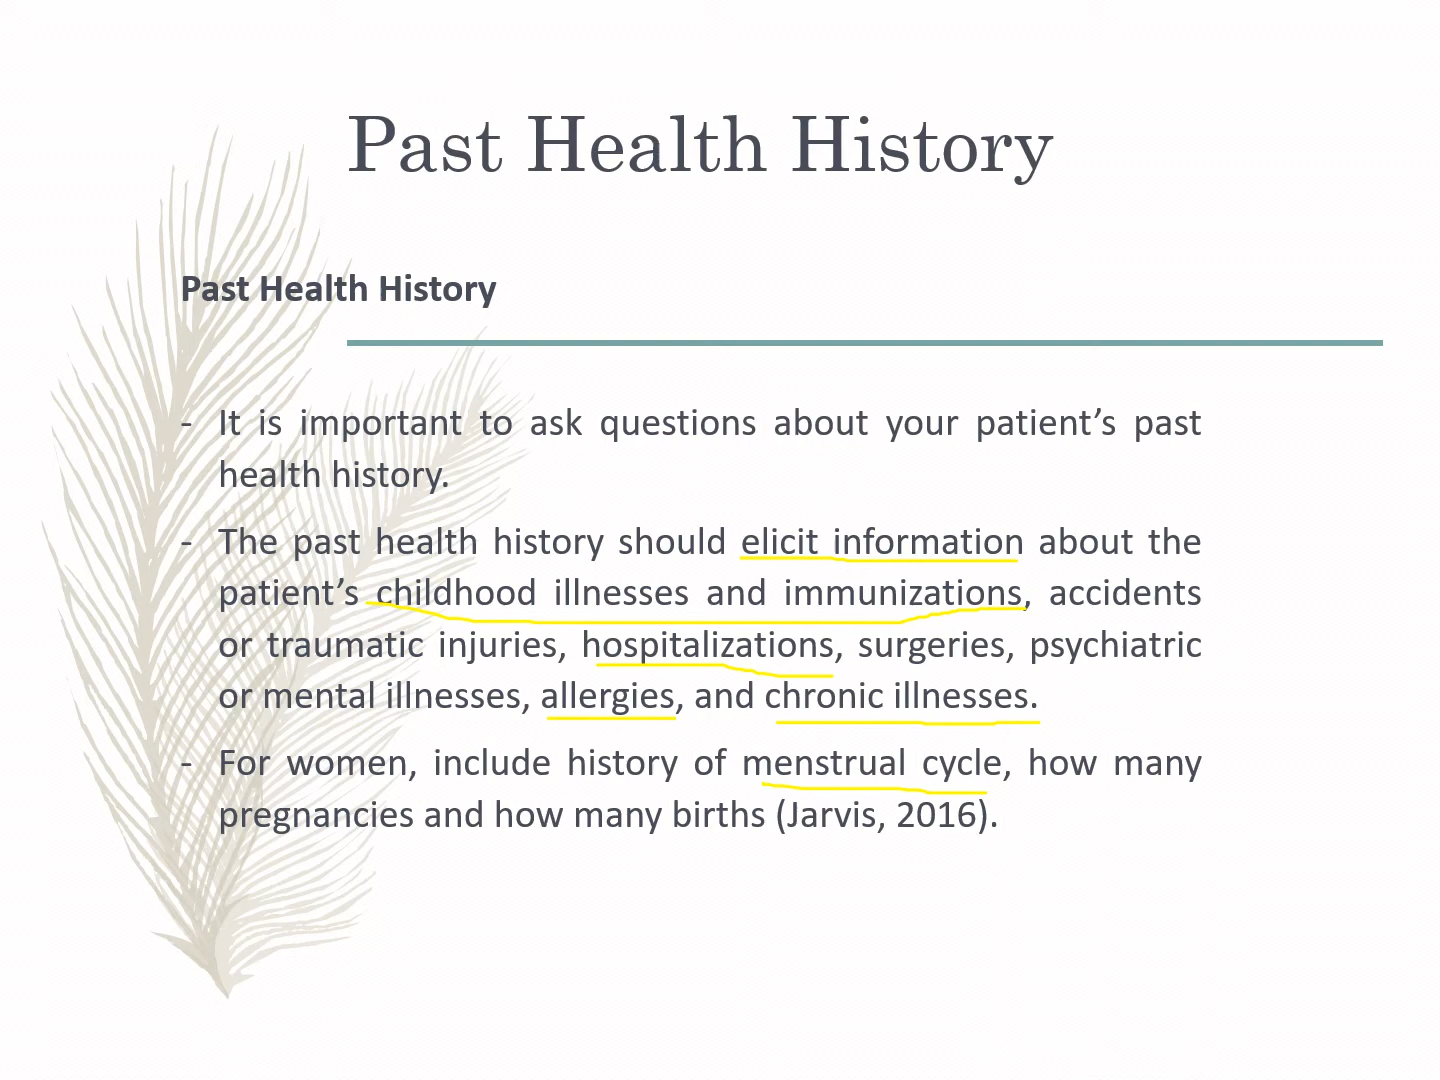 Past Health History
Past Health History
- It is important to ask questions about your patient’s past
health history.
- The past health history should elicit information about the
patient’s childhood illnesses and immunizations, accidents
or traumatic injuries, hospitalizations, surgeries, psychiatric
or mental illnesses, allergies, and chronic illnesses.
- For women, include history of menstrual cycle, how many
pregnancies and how many births (Jarvis, 2016).